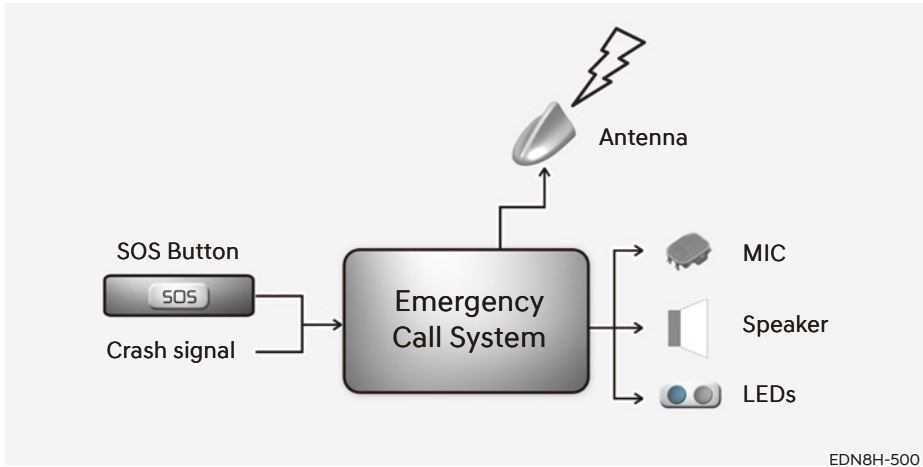 Antenna
SOS Button
SOS
Crash signal
Emergency
Call System
MIC
Speaker
LEDs
EDN8H-500